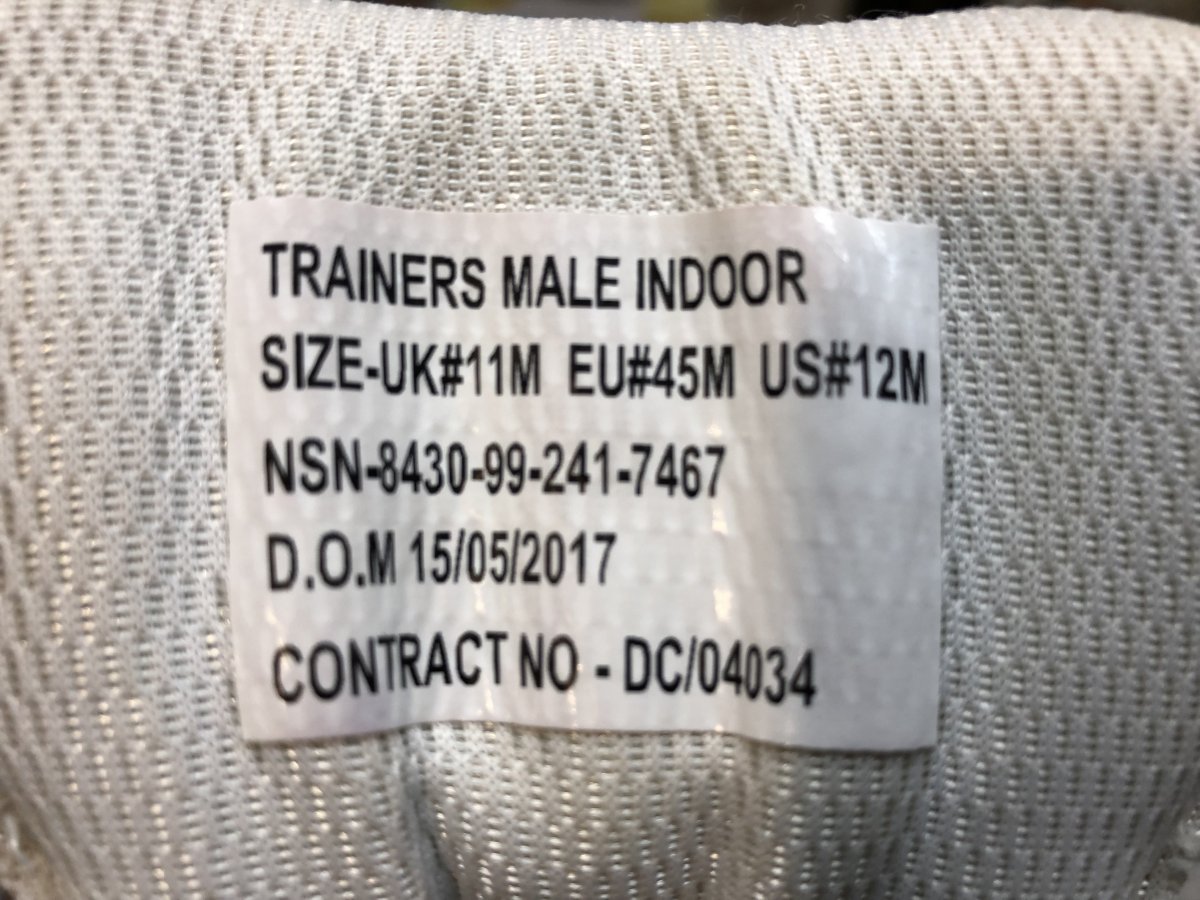 TRAINERS MALE INDOOR
SIZE-UK#11M EU#45M US#12M
NSN-8430-99-241-7467
D.O.M 15/05/2017
CONTRACT NO - DC/04034